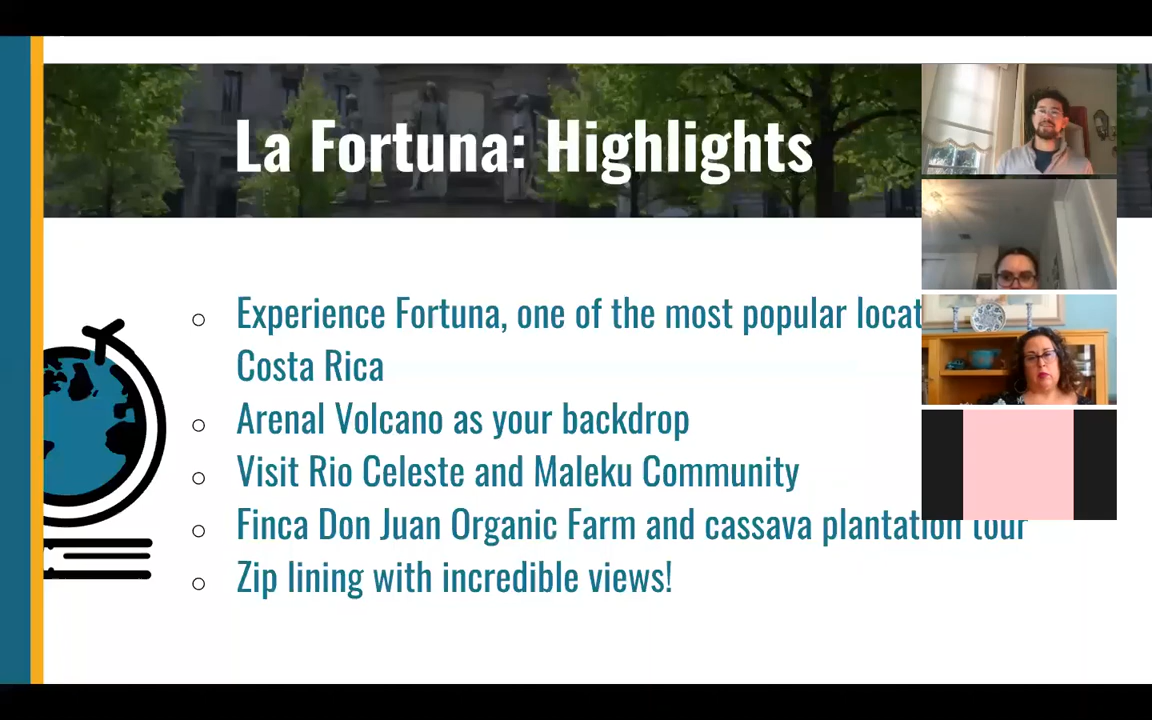 La Fortuna: Highlights
Experience Fortuna, one of the most popular
Costa Rica
Arenal Volcano as your backdrop
Visit Rio Celeste and Maleku Community
Finca Don Juan Organic Farm and cassava plantation tour
Zip lining with incredible views!